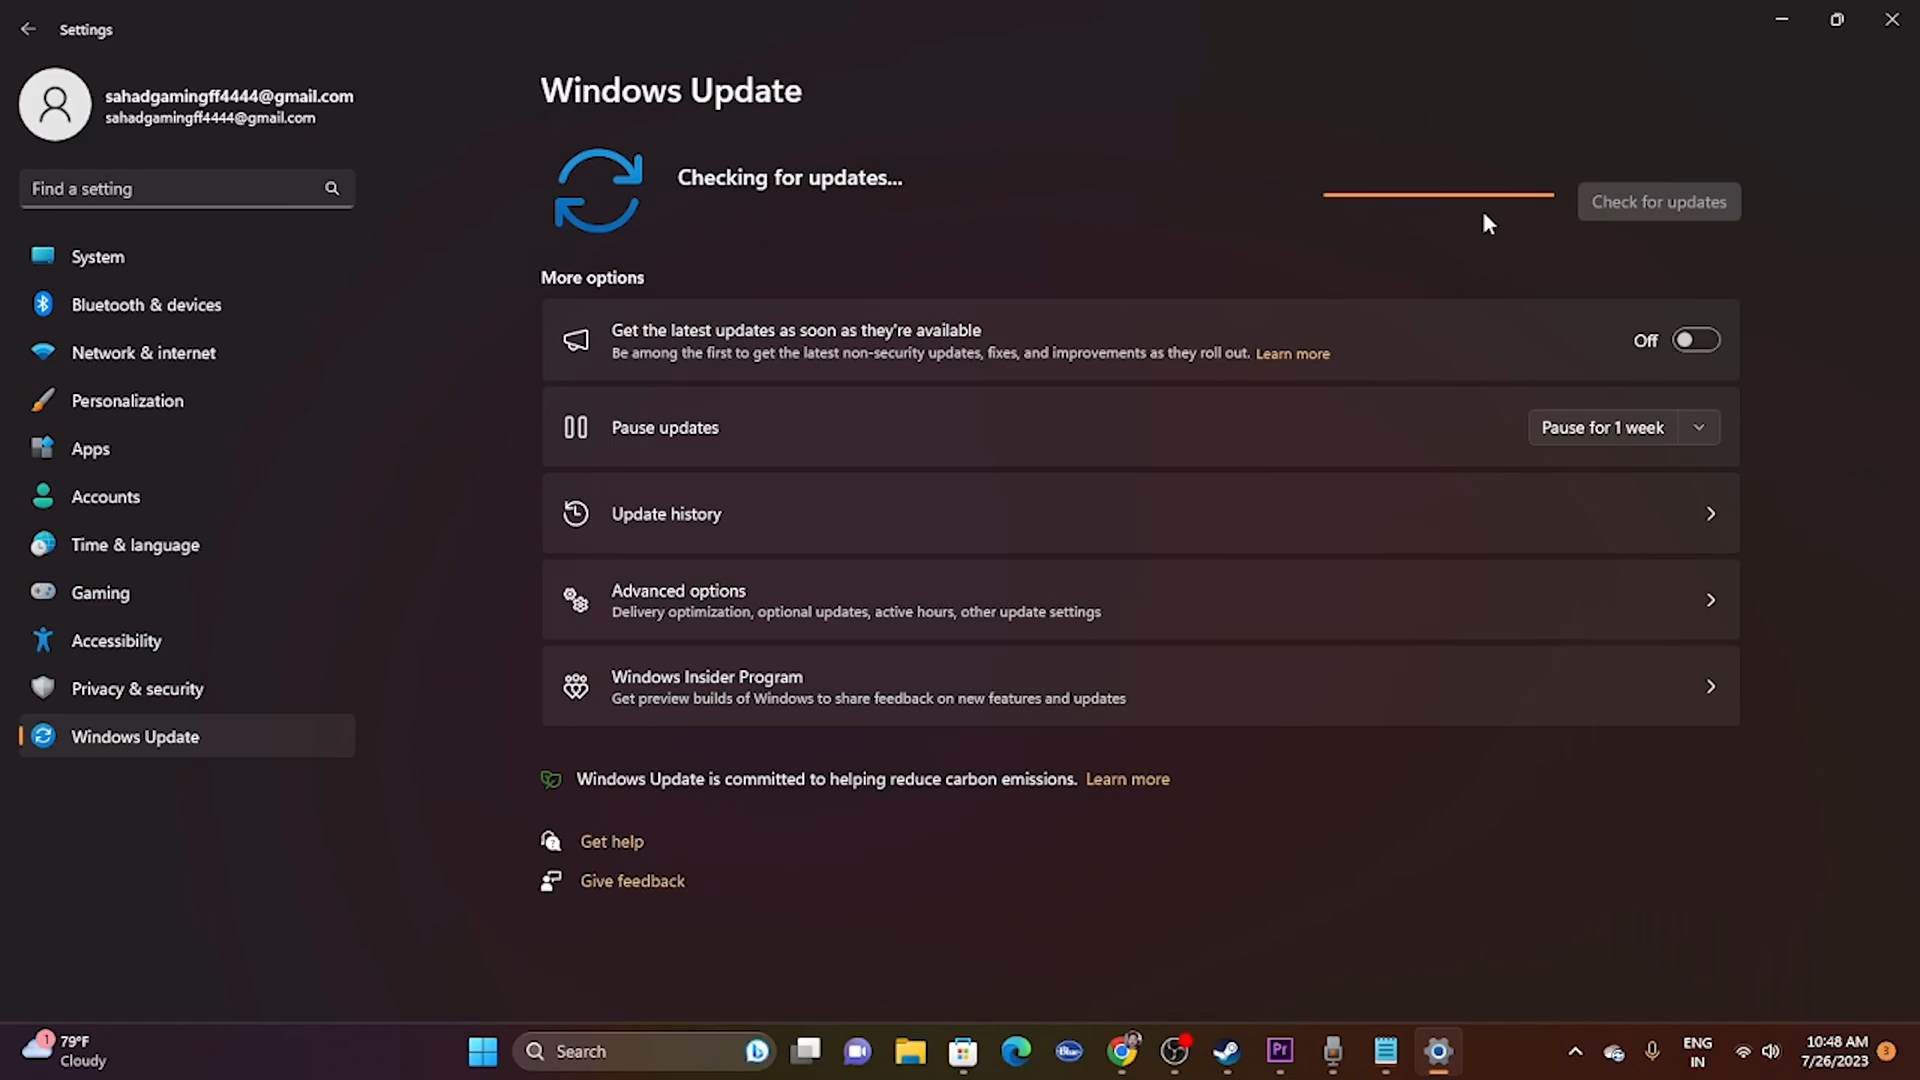 Settings
sahadgamingff4444@gmail.com
sahadgamingff4444@gmail.com
Find a setting
System
Bluetooth & devices
Network & internet
Personalization
Apps
Accounts
Time & language
Gaming
Accessibility
Privacy & security
Windows Update
Windows Update
Checking for updates...
Check for updates
More options
Get the latest updates as soon as they're available
Be among the first to get the latest non-security updates, fixes, and improvements as they roll out. Learn more
Off
Pause updates
Pause for 1 week
Update history
Advanced options
Delivery optimization, optional updates, active hours, other update settings
Windows Insider Program
Get preview builds of Windows to share feedback on new features and updates
Windows Update is committed to helping reduce carbon emissions. Learn more
Get help
Give feedback
1
79°F
Cloudy
Search
Blue
Pr
ENG
IN
10:48 AM
7/26/2023
3